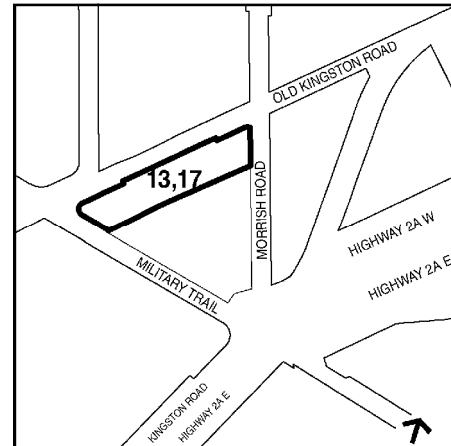 OLD KINGSTON ROAD
13,17
MORRISH ROAD
HIGHWAY 2A W
HIGHWAY 2A E
MILITARY TRAIL
KINGSTON ROAD
HIGHWAY 2A E